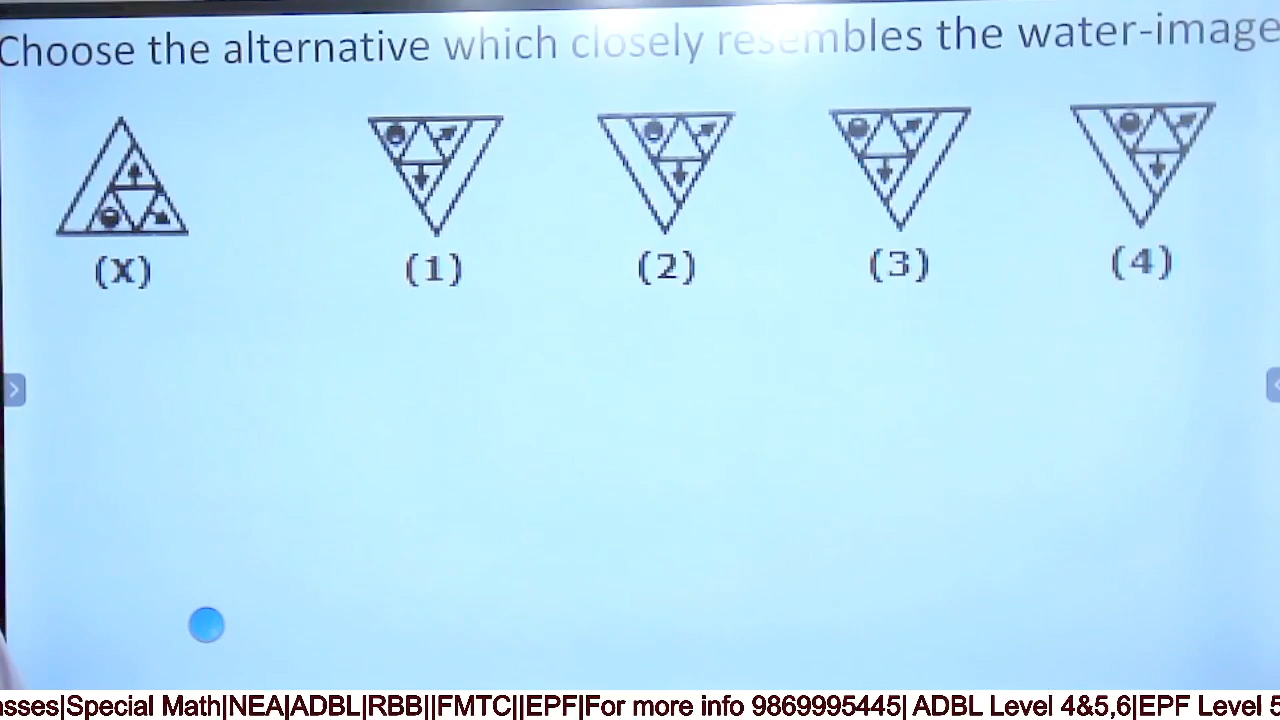 Choose the alternative which closely resembles the water-image
(X) (1) (2) (3) (4)
sses|Special Math|NEA|ADBL|RBB||FMTC||EPF|For more info 9869995445| ADBL Level 4&5,6|EPF Level 5